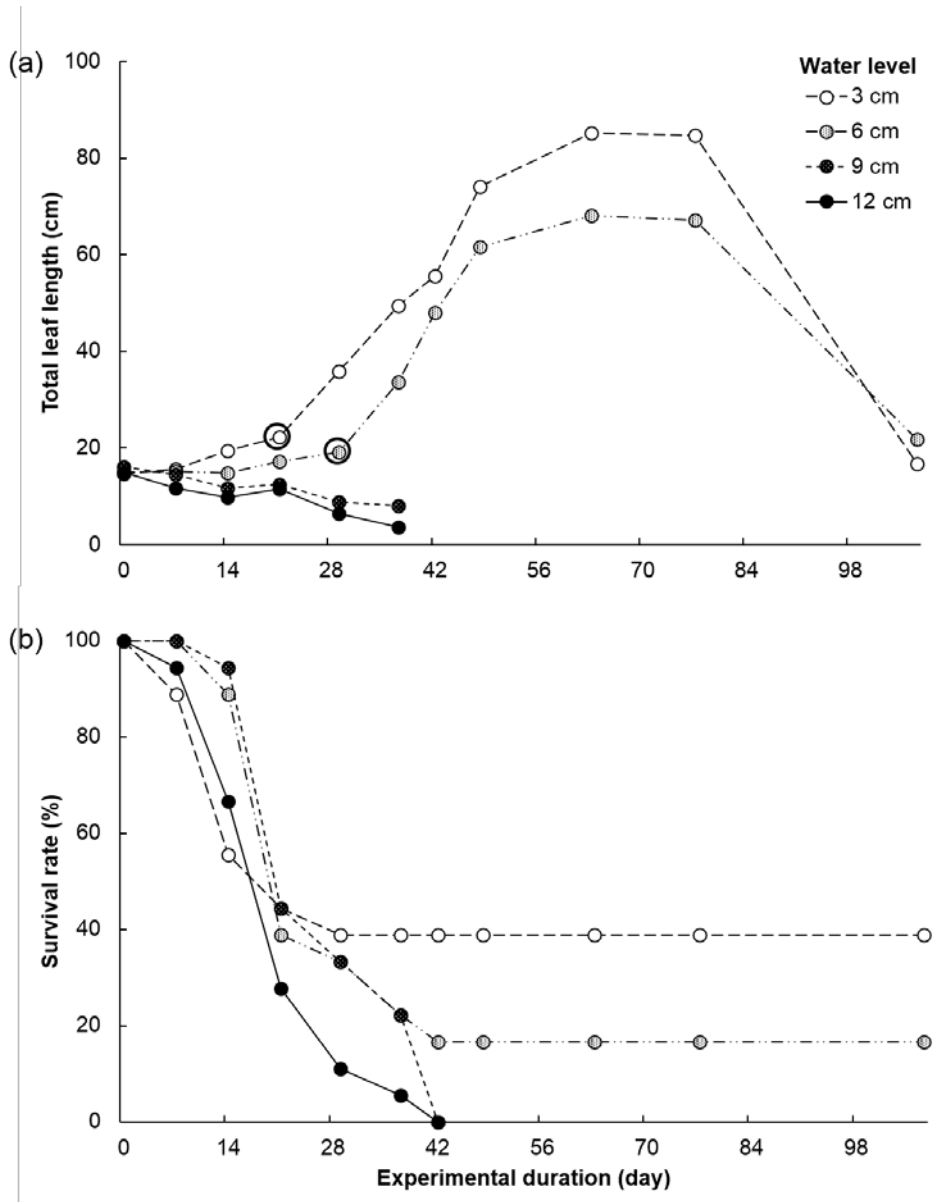 (a)
100
80
60
40
20
0
Total leaf length (cm)
Water level
3 cm
6 cm
9 cm
12 cm
0 14 28 42 56 70 84 98
(b)
100
80
60
40
20
0
Survival rate (%)
0 14 28 42 56 70 84 98
Experimental duration (day)